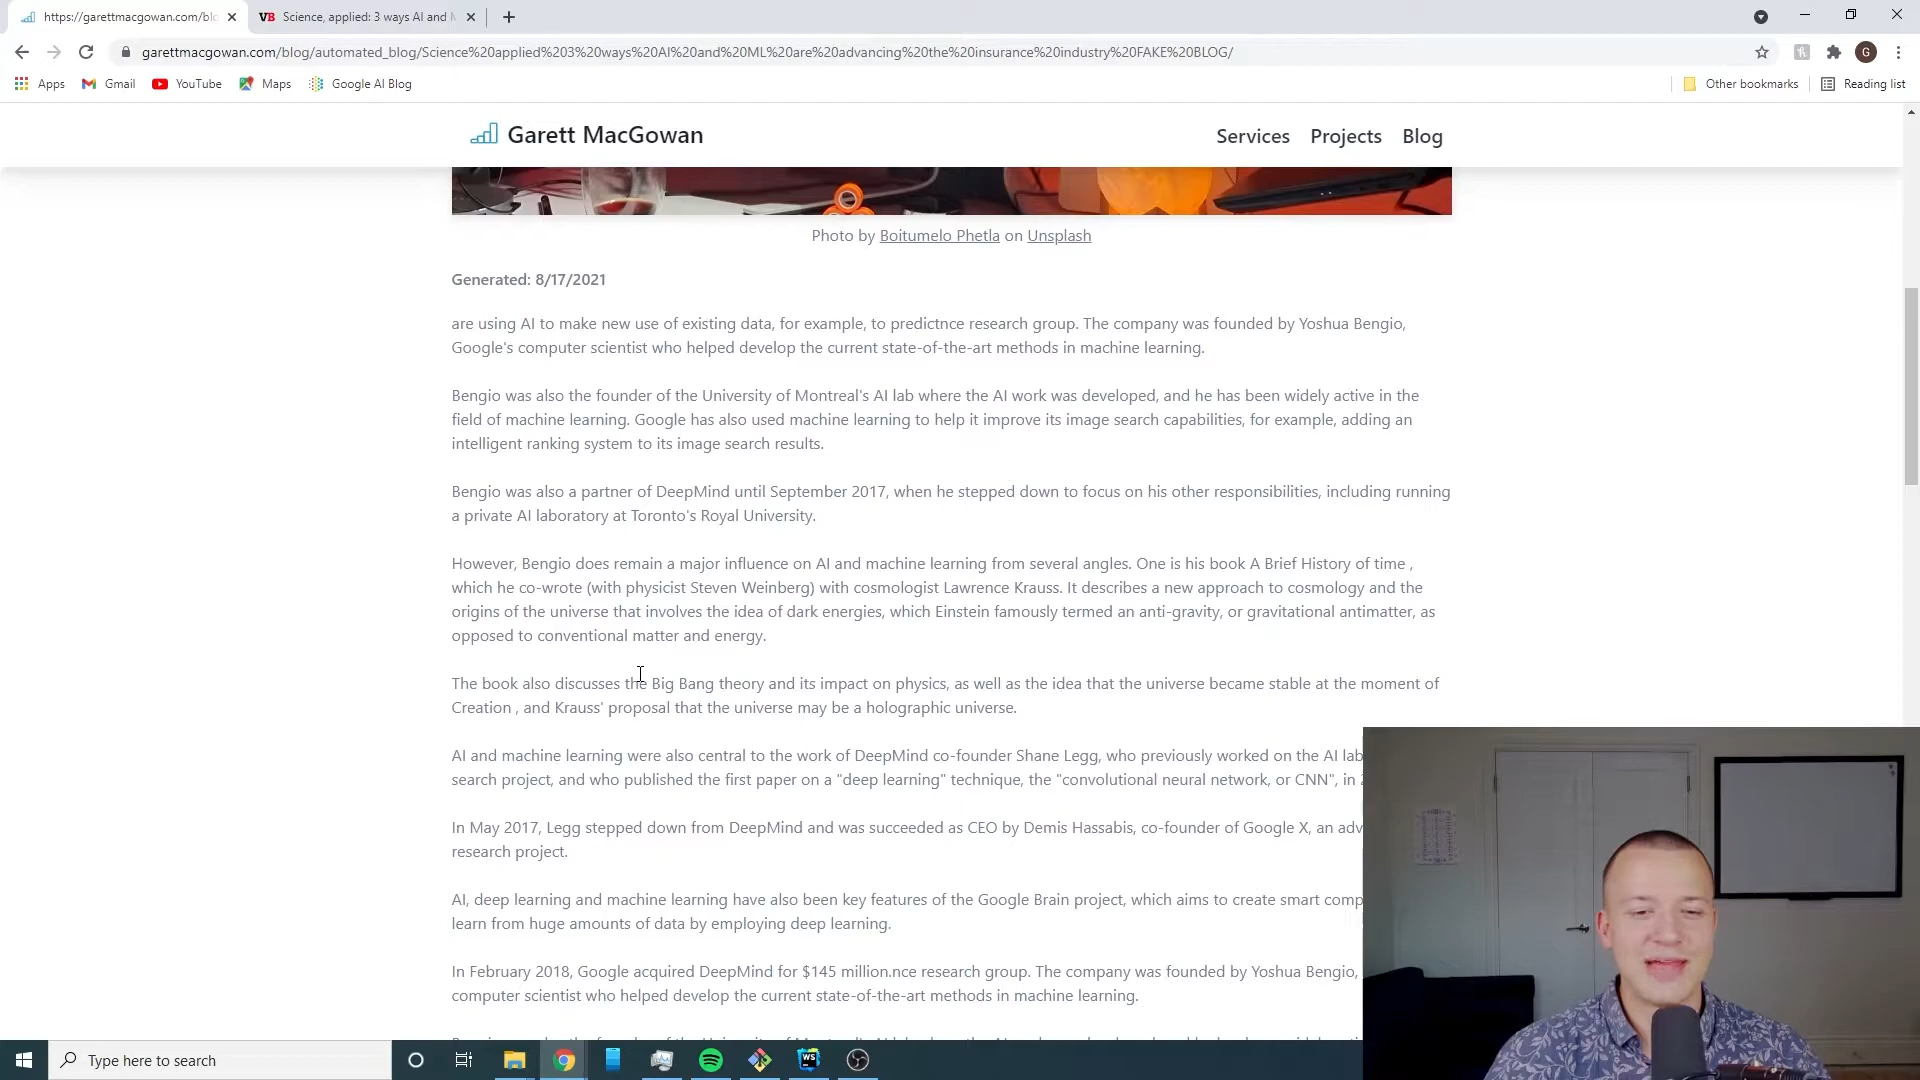 https://garettmacgowan.com/blo
VB Science, applied: 3 ways AI and M
garettmacgowan.com/blog/automated_blog/Science%20applied%203%20ways%20AI%20and%20ML%20are%20advancing%20the%20insurance%20industry%20FAKE%20BLOG/
G
Apps Gmail YouTube Maps Google AI Blog Other bookmarks Reading list
Garett MacGowan Services Projects Blog
Photo by Boitumelo Phetla on Unsplash
Generated: 8/17/2021
are using AI to make new use of existing data, for example, to predictnce research group. The company was founded by Yoshua Bengio,
Google's computer scientist who helped develop the current state-of-the-art methods in machine learning.
Bengio was also the founder of the University of Montreal's AI lab where the AI work was developed, and he has been widely active in the
field of machine learning. Google has also used machine learning to help it improve its image search capabilities, for example, adding an
intelligent ranking system to its image search results.
Bengio was also a partner of DeepMind until September 2017, when he stepped down to focus on his other responsibilities, including running
a private AI laboratory at Toronto's Royal University.
However, Bengio does remain a major influence on AI and machine learning from several angles. One is his book A Brief History of time ,
which he co-wrote (with physicist Steven Weinberg) with cosmologist Lawrence Krauss. It describes a new approach to cosmology and the
origins of the universe that involves the idea of dark energies, which Einstein famously termed an anti-gravity, or gravitational antimatter, as
opposed to conventional matter and energy.
The book also discusses the Big Bang theory and its impact on physics, as well as the idea that the universe became stable at the moment of
Creation , and Krauss' proposal that the universe may be a holographic universe.
AI and machine learning were also central to the work of DeepMind co-founder Shane Legg, who previously worked on the AI lab
search project, and who published the first paper on a "deep learning" technique, the "convolutional neural network, or CNN", in
In May 2017, Legg stepped down from DeepMind and was succeeded as CEO by Demis Hassabis, co-founder of Google X, an adv
research project.
AI, deep learning and machine learning have also been key features of the Google Brain project, which aims to create smart comp
learn from huge amounts of data by employing deep learning.
In February 2018, Google acquired DeepMind for $145 million.nce research group. The company was founded by Yoshua Bengio,
computer scientist who helped develop the current state-of-the-art methods in machine learning.
Type here to search
WS